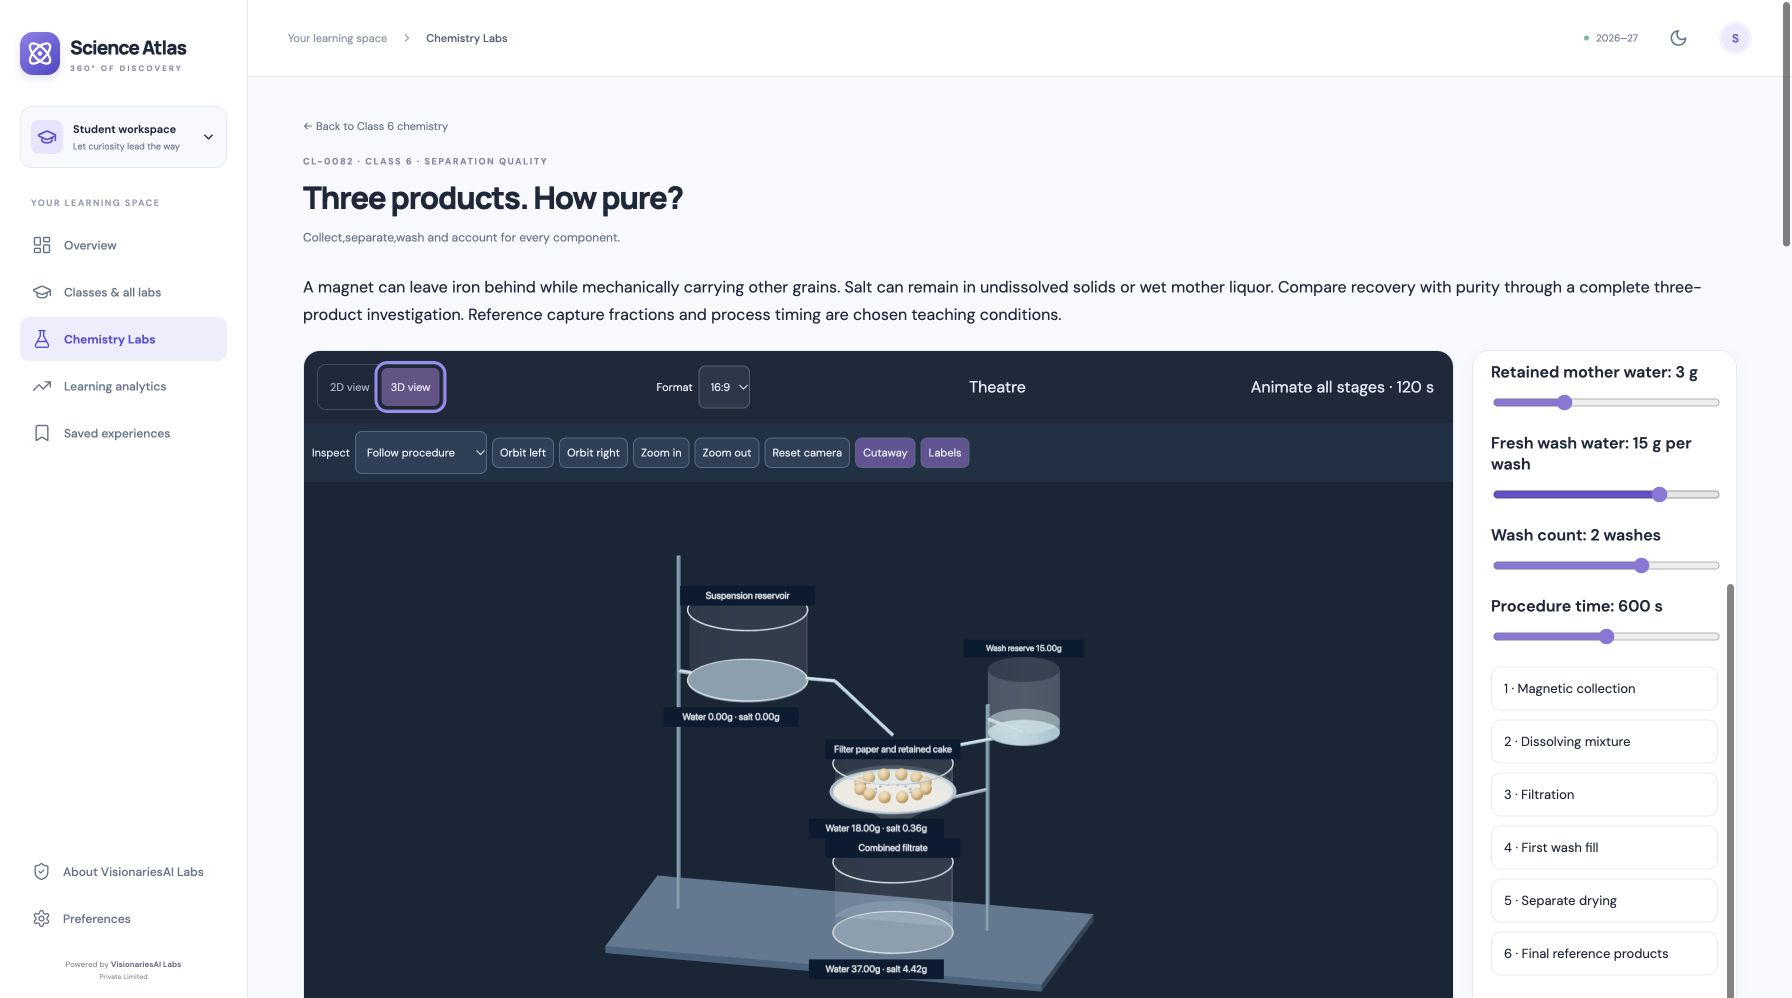 Science Atlas
360° OF DISCOVERY
Student workspace
Let curiosity lead the way
YOUR LEARNING SPACE
Overview
Classes & all labs
Chemistry Labs
Learning analytics
Saved experiences
About VisionariesAI Labs
Preferences
Powered by VisionariesAI Labs
Private Limited
Your learning space > Chemistry Labs
2026–27
S
← Back to Class 6 chemistry
CL-0082 · CLASS 6 · SEPARATION QUALITY
Three products. How pure?
Collect,separate,wash and account for every component.
A magnet can leave iron behind while mechanically carrying other grains. Salt can remain in undissolved solids or wet mother liquor. Compare recovery with purity through a complete three-
product investigation. Reference capture fractions and process timing are chosen teaching conditions.
2D view 3D view Format 16:9 Theatre Animate all stages · 120 s
Inspect Follow procedure Orbit left Orbit right Zoom in Zoom out Reset camera Cutaway Labels
Suspension reservoir
Wash reserve 15.00g
Water 0.00g · salt 0.00g
Filter paper and retained cake
Water 18.00g · salt 0.36g
Combined filtrate
Water 37.00g · salt 4.42g
Retained mother water: 3 g
Fresh wash water: 15 g per
wash
Wash count: 2 washes
Procedure time: 600 s
1 · Magnetic collection
2 · Dissolving mixture
3 · Filtration
4 · First wash fill
5 · Separate drying
6 · Final reference products